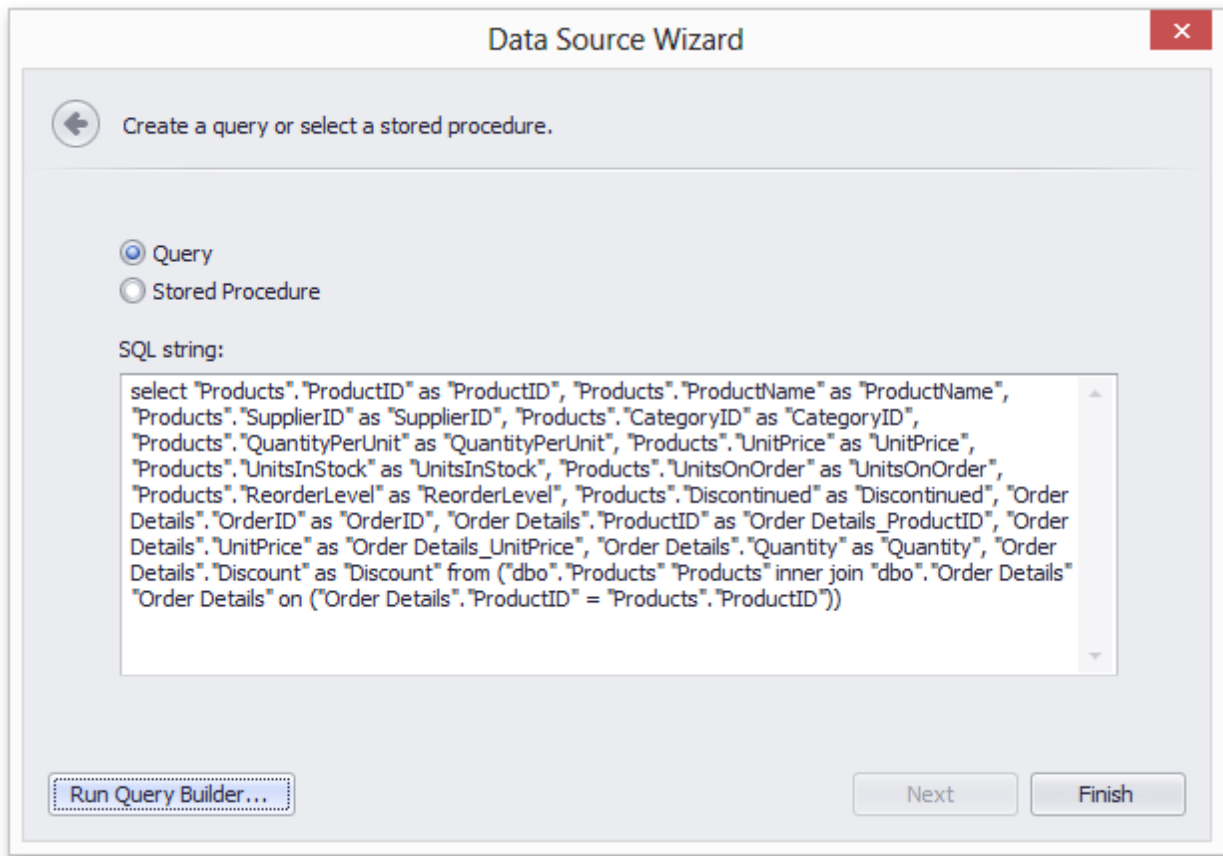 Data Source Wizard
Create a query or select a stored procedure.
Query
Stored Procedure
SQL string:
select "Products"."ProductID" as "ProductID", "Products"."ProductName" as "ProductName",
"Products"."SupplierID" as "SupplierID", "Products"."CategoryID" as "CategoryID",
"Products"."QuantityPerUnit" as "QuantityPerUnit", "Products"."UnitPrice" as "UnitPrice",
"Products"."UnitsInStock" as "UnitsInStock", "Products"."UnitsOnOrder" as "UnitsOnOrder",
"Products"."ReorderLevel" as "ReorderLevel", "Products"."Discontinued" as "Discontinued", "Order
Details"."OrderID" as "OrderID", "Order Details"."ProductID" as "Order Details_ProductID", "Order
Details"."UnitPrice" as "Order Details_UnitPrice", "Order Details"."Quantity" as "Quantity", "Order
Details"."Discount" as "Discount" from ("dbo"."Products" "Products" inner join "dbo"."Order Details"
"Order Details" on ("Order Details"."ProductID" = "Products"."ProductID"))
Run Query Builder...
Next
Finish